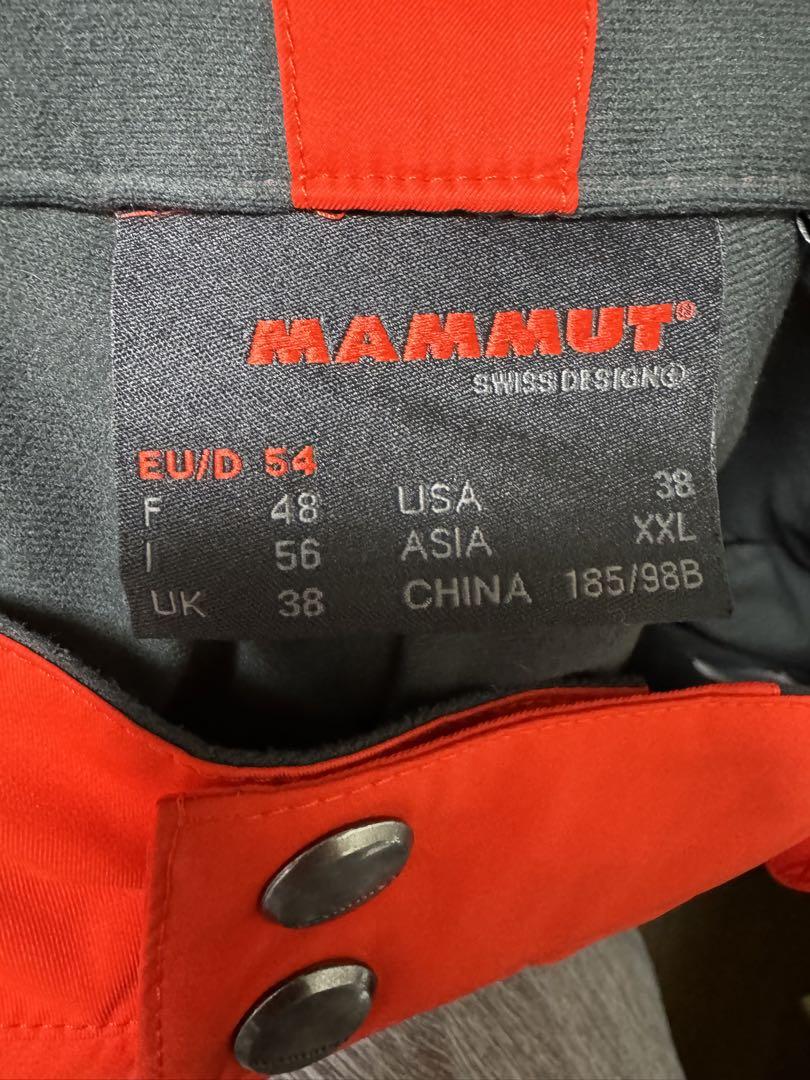 MAMMUT®
SWISS DESIGN
EU/D 54
F 48 USA 38
I 56 ASIA XXL
UK 38 CHINA 185/98B